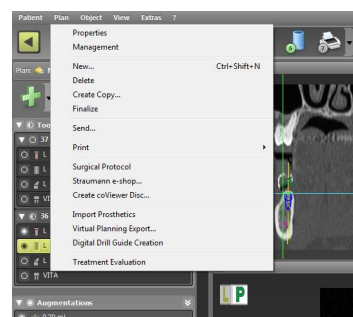 Patient Plan Object View Extras ?
Properties
Management
New... Ctrl+Shift+N
Delete
Create Copy...
Finalize
Send...
Print
Surgical Protocol
Straumann e-shop...
Create coViewer Disc...
Import Prosthetics
Virtual Planning Export...
Digital Drill Guide Creation
Treatment Evaluation
Plan:
Too
37
L
L
L
VI
36
L
L
L
VITA
Augmentations
L P